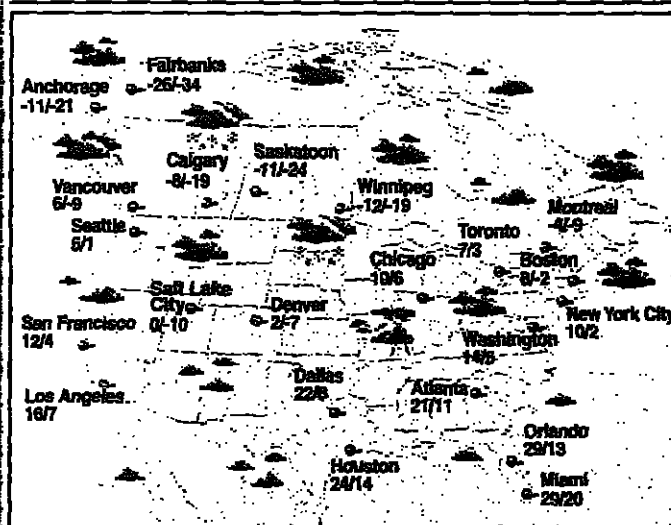 Fairbanks
-26/-34
Anchorage
-11/-21
Calgary
-8/-19
Saskatoon
-11/-24
Vancouver
6/-9
Winnipeg
-12/-19
Montreal
-4/-9
Seattle
5/1
Toronto
7/3
Chicago
10/6
Boston
8/-2
Salt Lake
City
0/-10
Denver
2/-7
New York City
10/2
San Francisco
12/4
Washington
14/5
Dallas
22/8
Atlanta
21/11
Los Angeles
16/7
Orlando
29/13
Houston
24/14
Miami
29/20